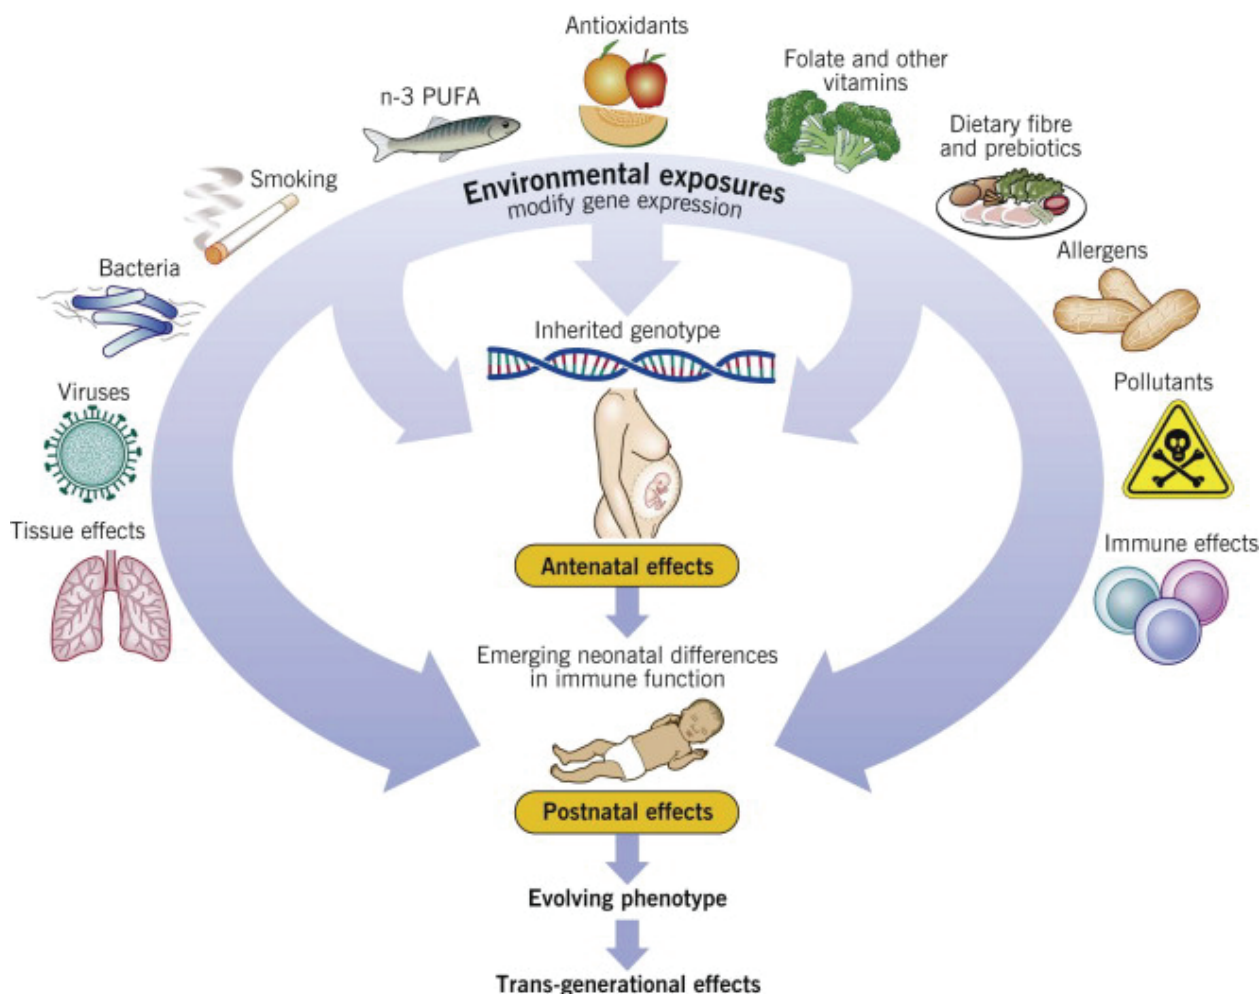 Antioxidants
Folate and other
vitamins
n-3 PUFA
Dietary fibre
and prebiotics
Smoking
Environmental exposures
modify gene expression
Allergens
Bacteria
Inherited genotype
Viruses
Pollutants
Tissue effects
Immune effects
Antenatal effects
Emerging neonatal differences
in immune function
Postnatal effects
Evolving phenotype
Trans-generational effects